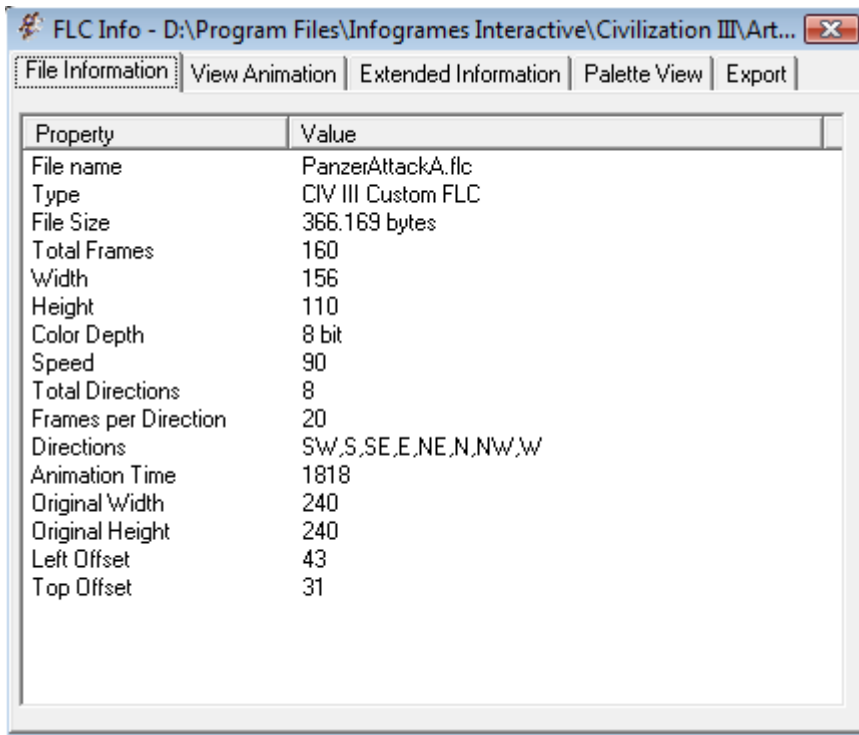 FLC Info - D:\Program Files\Infogrames Interactive\Civilization III\Art...
File Information View Animation Extended Information Palette View Export
Property Value
File name PanzerAttackA.flc
Type CIV III Custom FLC
File Size 366.169 bytes
Total Frames 160
Width 156
Height 110
Color Depth 8 bit
Speed 90
Total Directions 8
Frames per Direction 20
Directions SW,S,SE,E,NE,N,NW,W
Animation Time 1818
Original Width 240
Original Height 240
Left Offset 43
Top Offset 31